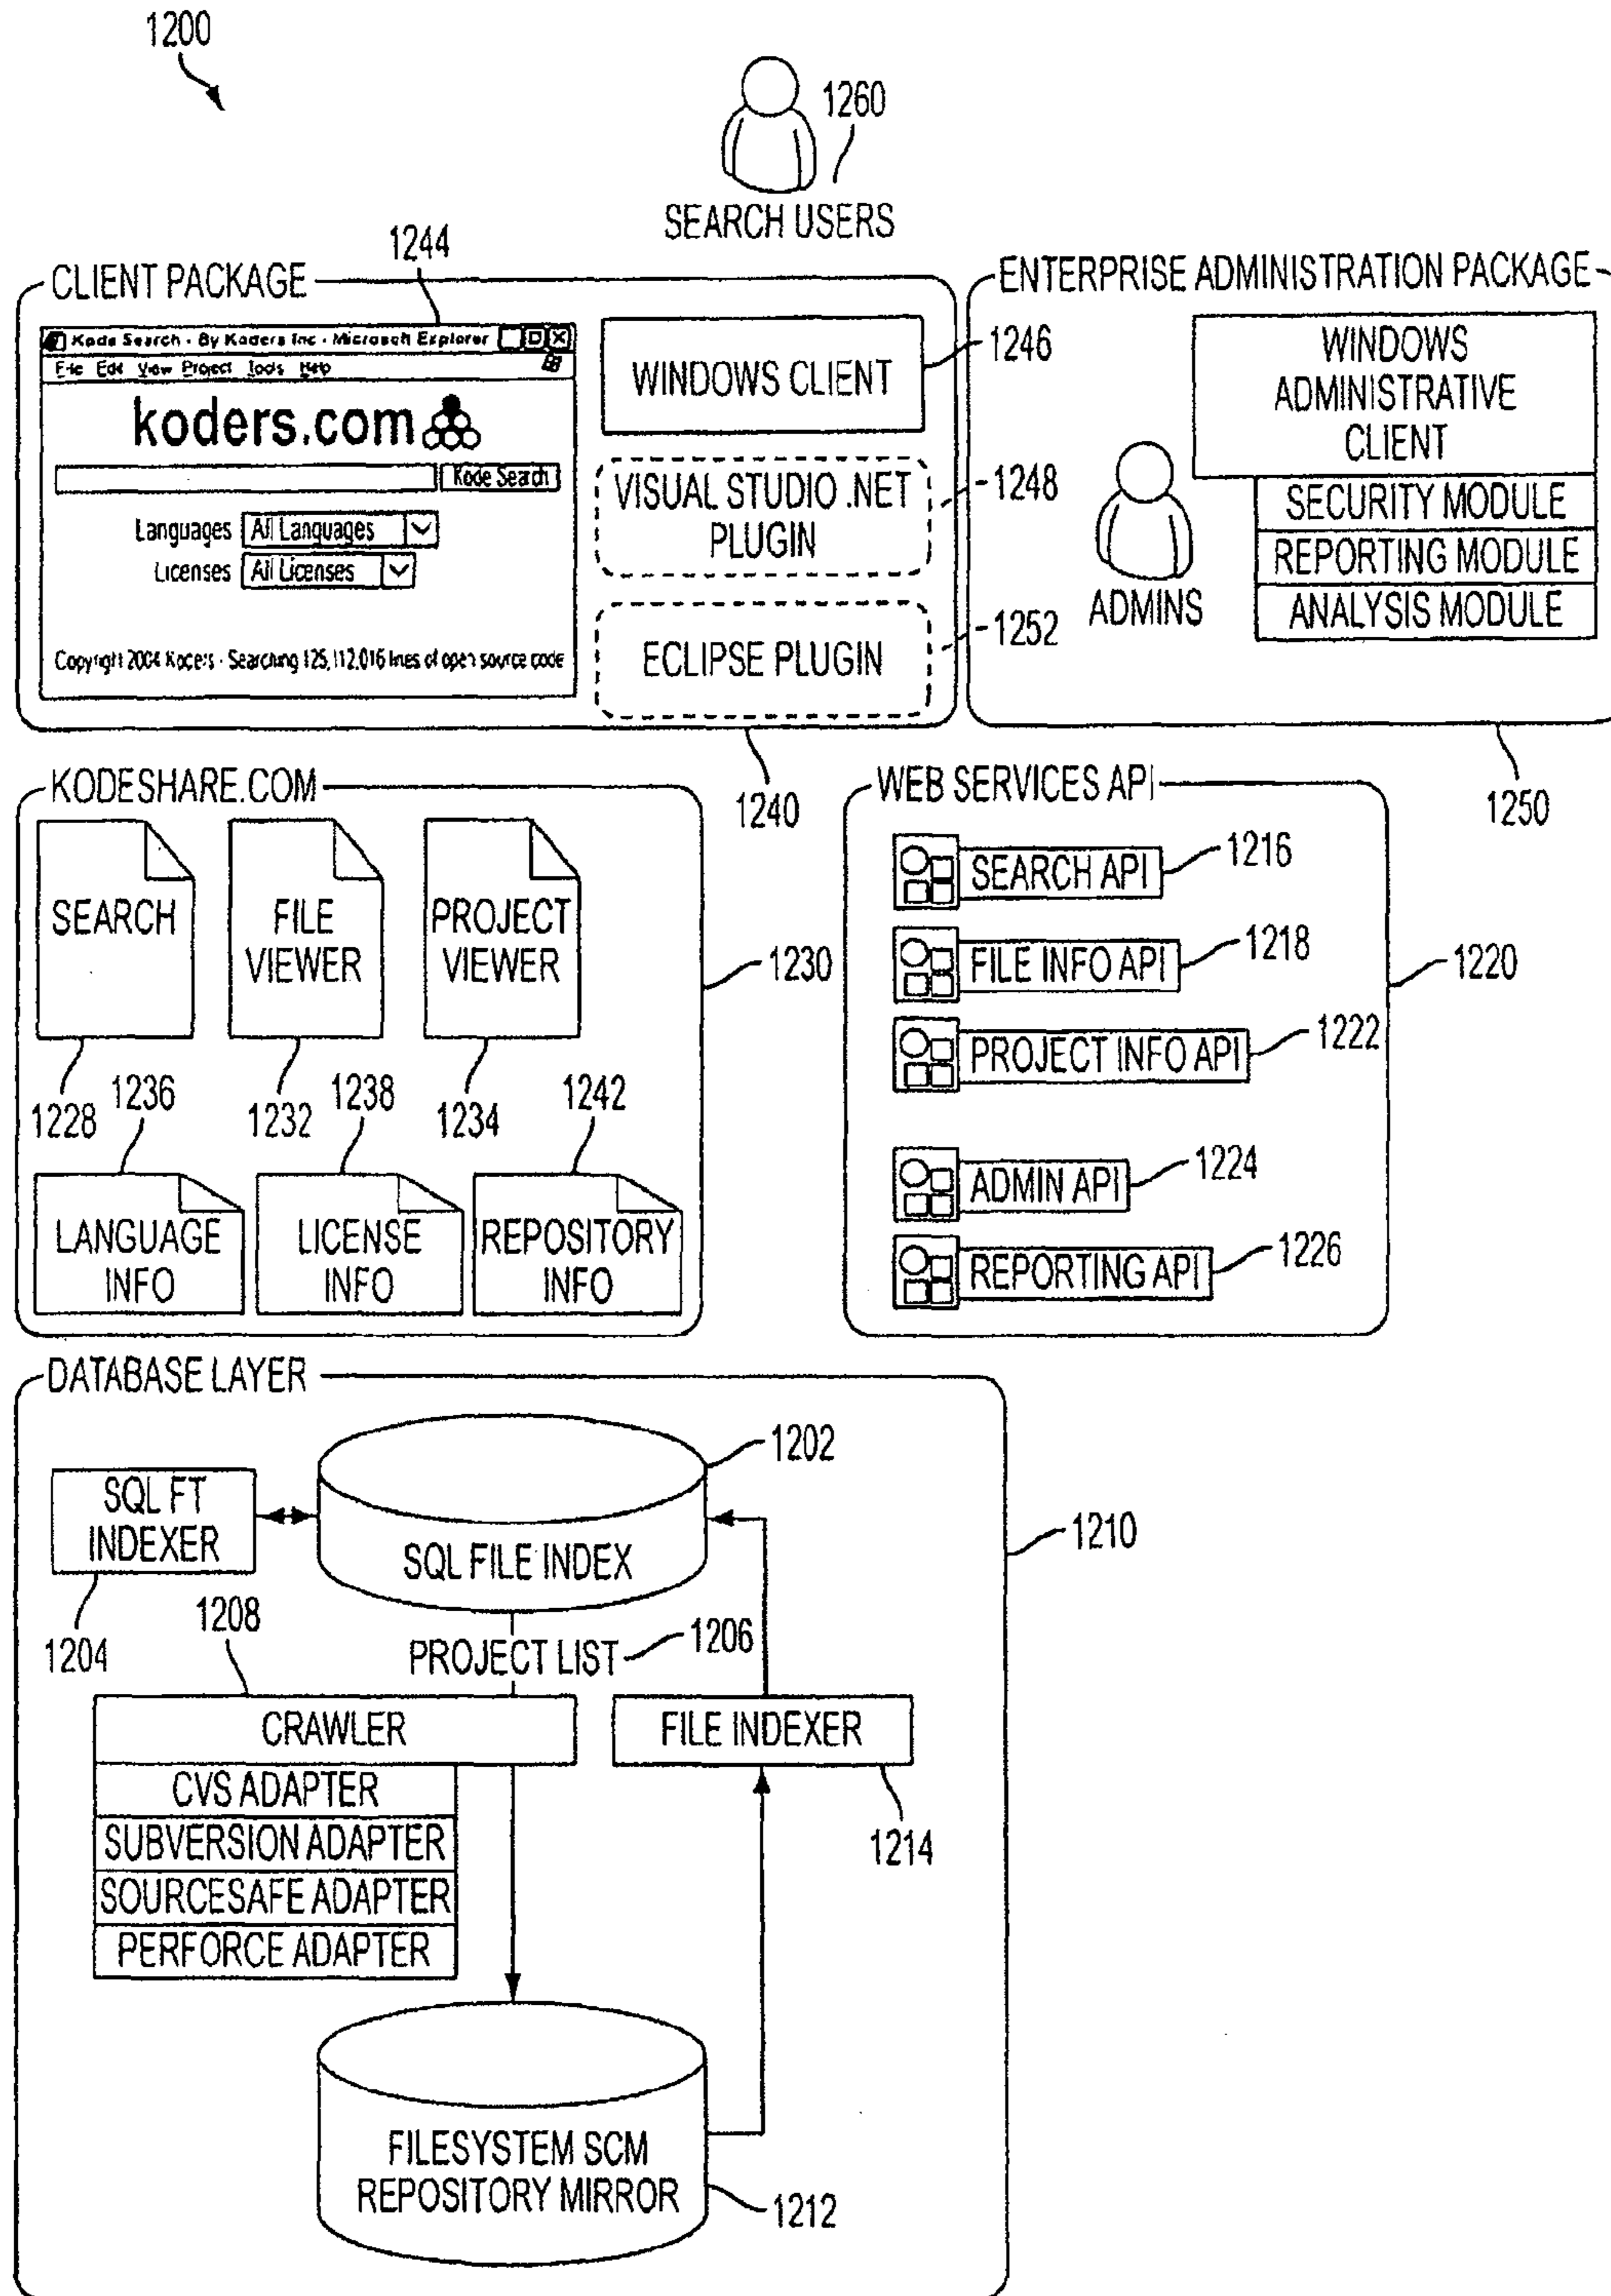 1200
1260
SEARCH USERS
1244
CLIENT PACKAGE
Kode Search - By Koders Inc - Microsoft Explorer
File Edit View Project Tools Help
koders.com
Kode Search
Languages All Languages
Licenses All Licenses
Copyright 2004 Koders - Searching 125,112,016 lines of open source code
WINDOWS CLIENT
1246
VISUAL STUDIO .NET
PLUGIN
1248
ECLIPSE PLUGIN
1252
1240
ENTERPRISE ADMINISTRATION PACKAGE
WINDOWS
ADMINISTRATIVE
CLIENT
SECURITY MODULE
REPORTING MODULE
ANALYSIS MODULE
ADMINS
1250
KODESHARE.COM
SEARCH
FILE
VIEWER
PROJECT
VIEWER
1230
1228
1236
1232
1238
1234
1242
LANGUAGE
INFO
LICENSE
INFO
REPOSITORY
INFO
WEB SERVICES API
SEARCH API
1216
FILE INFO API
1218
1220
PROJECT INFO API
1222
ADMIN API
1224
REPORTING API
1226
DATABASE LAYER
1202
SQL FT
INDEXER
SQL FILE INDEX
1210
1204
1208
PROJECT LIST
1206
CRAWLER
FILE INDEXER
CVS ADAPTER
SUBVERSION ADAPTER
SOURCESAFE ADAPTER
PERFORCE ADAPTER
1214
FILESYSTEM SCM
REPOSITORY MIRROR
1212